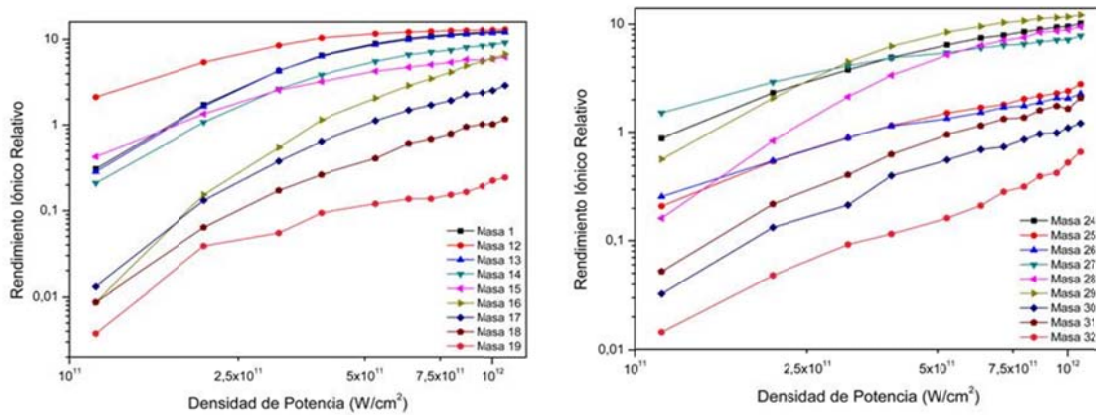 Rendimiento Iónico Relativo
10
1
0,1
0,01
Masa 1
Masa 12
Masa 13
Masa 14
Masa 15
Masa 16
Masa 17
Masa 18
Masa 19
10¹¹
2,5x10¹¹
5x10¹¹
7,5x10¹¹
10¹²
Densidad de Potencia (W/cm²)
Rendimiento Iónico Relativo
10
1
0,1
0,01
Masa 24
Masa 25
Masa 26
Masa 27
Masa 28
Masa 29
Masa 30
Masa 31
Masa 32
10¹¹
2,5x10¹¹
5x10¹¹
7,5x10¹¹
10¹²
Densidad de Potencia (W/cm²)